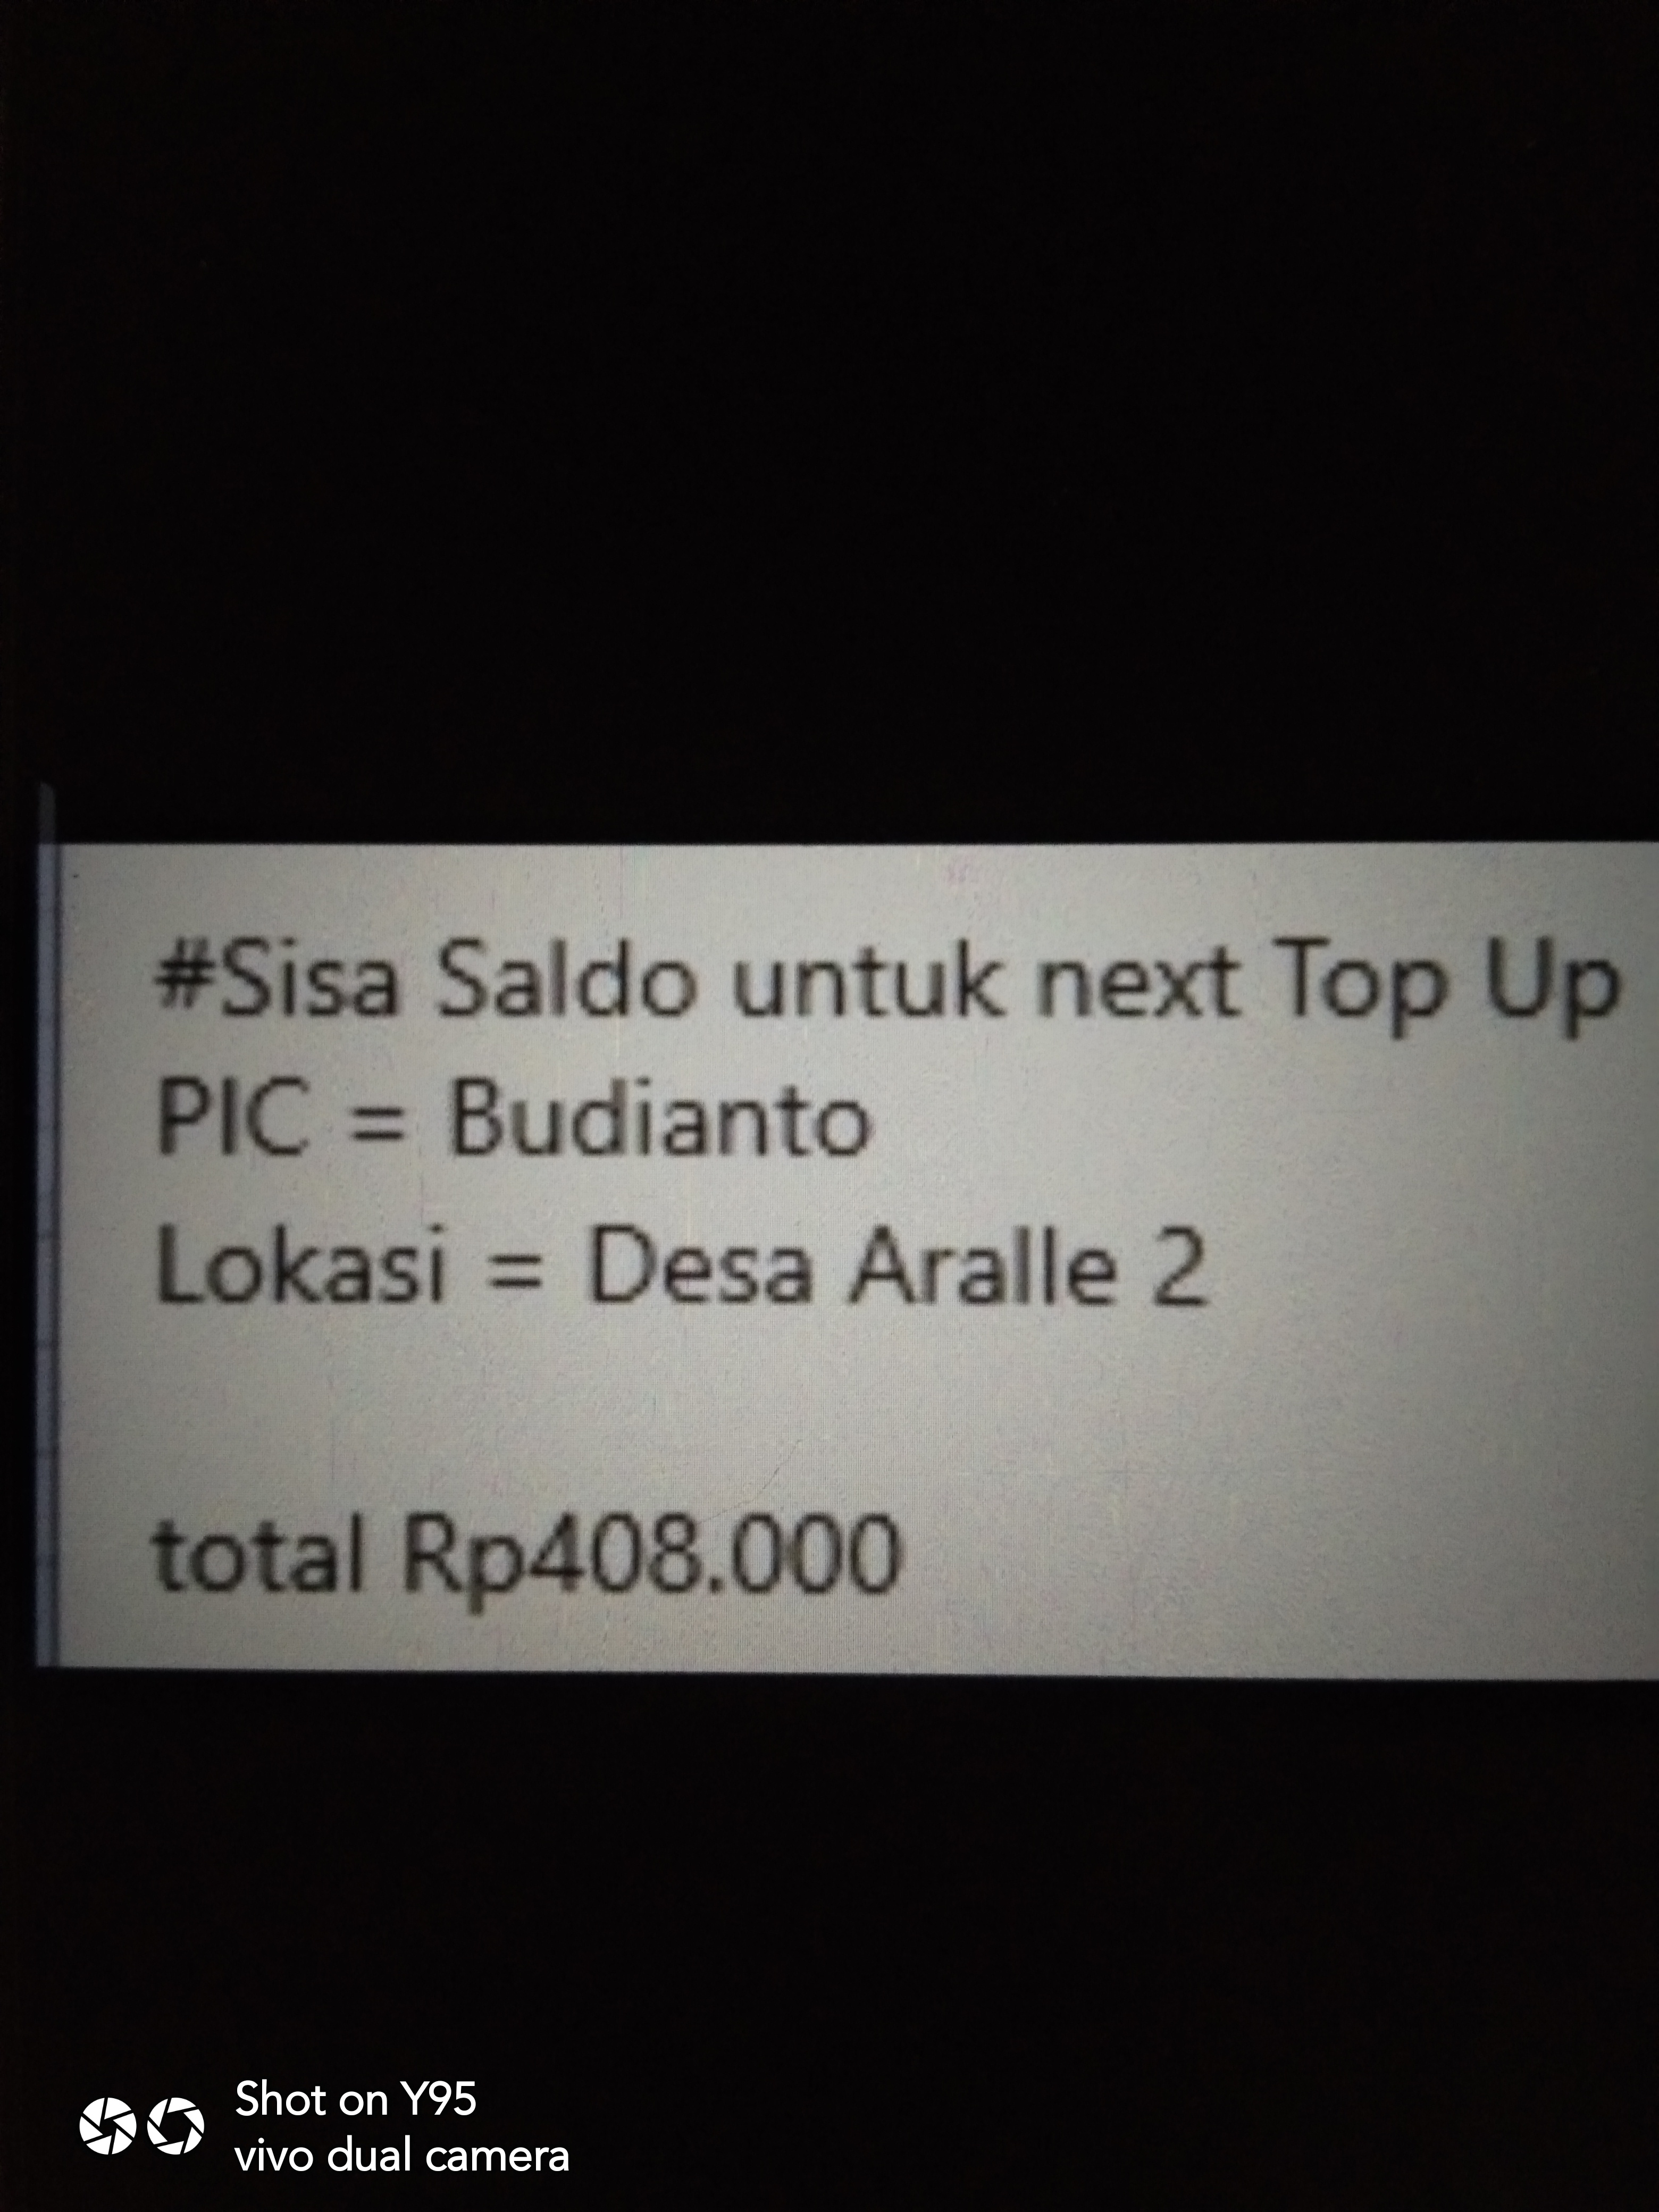 #Sisa Saldo untuk next Top Up
PIC = Budianto
Lokasi = Desa Aralle 2
total Rp408.000
Shot on Y95
vivo dual camera